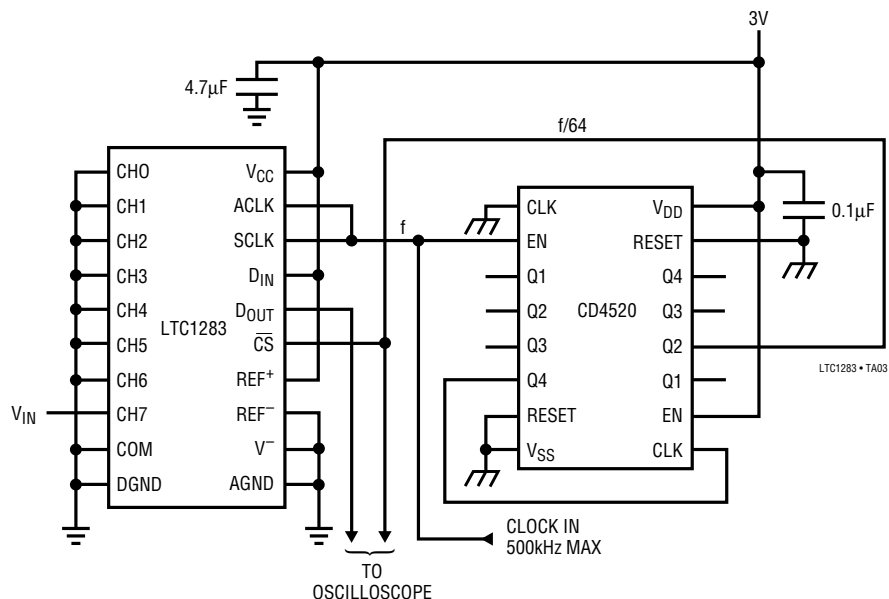 3V
4.7µF
f/64
CHO
CH1
CH2
CH3
CH4
CH5
CH6
CH7
COM
DGND
LTC1283
VCC
ACLK
SCLK
DIN
DOUT
CS
REF+
REF–
V–
AGND
VIN
f
CLK
EN
Q1
Q2
Q3
Q4
RESET
VSS
CD4520
VDD
RESET
Q4
Q3
Q2
Q1
EN
CLK
0.1µF
LTC1283 • TA03
CLOCK IN
500kHz MAX
TO
OSCILLOSCOPE